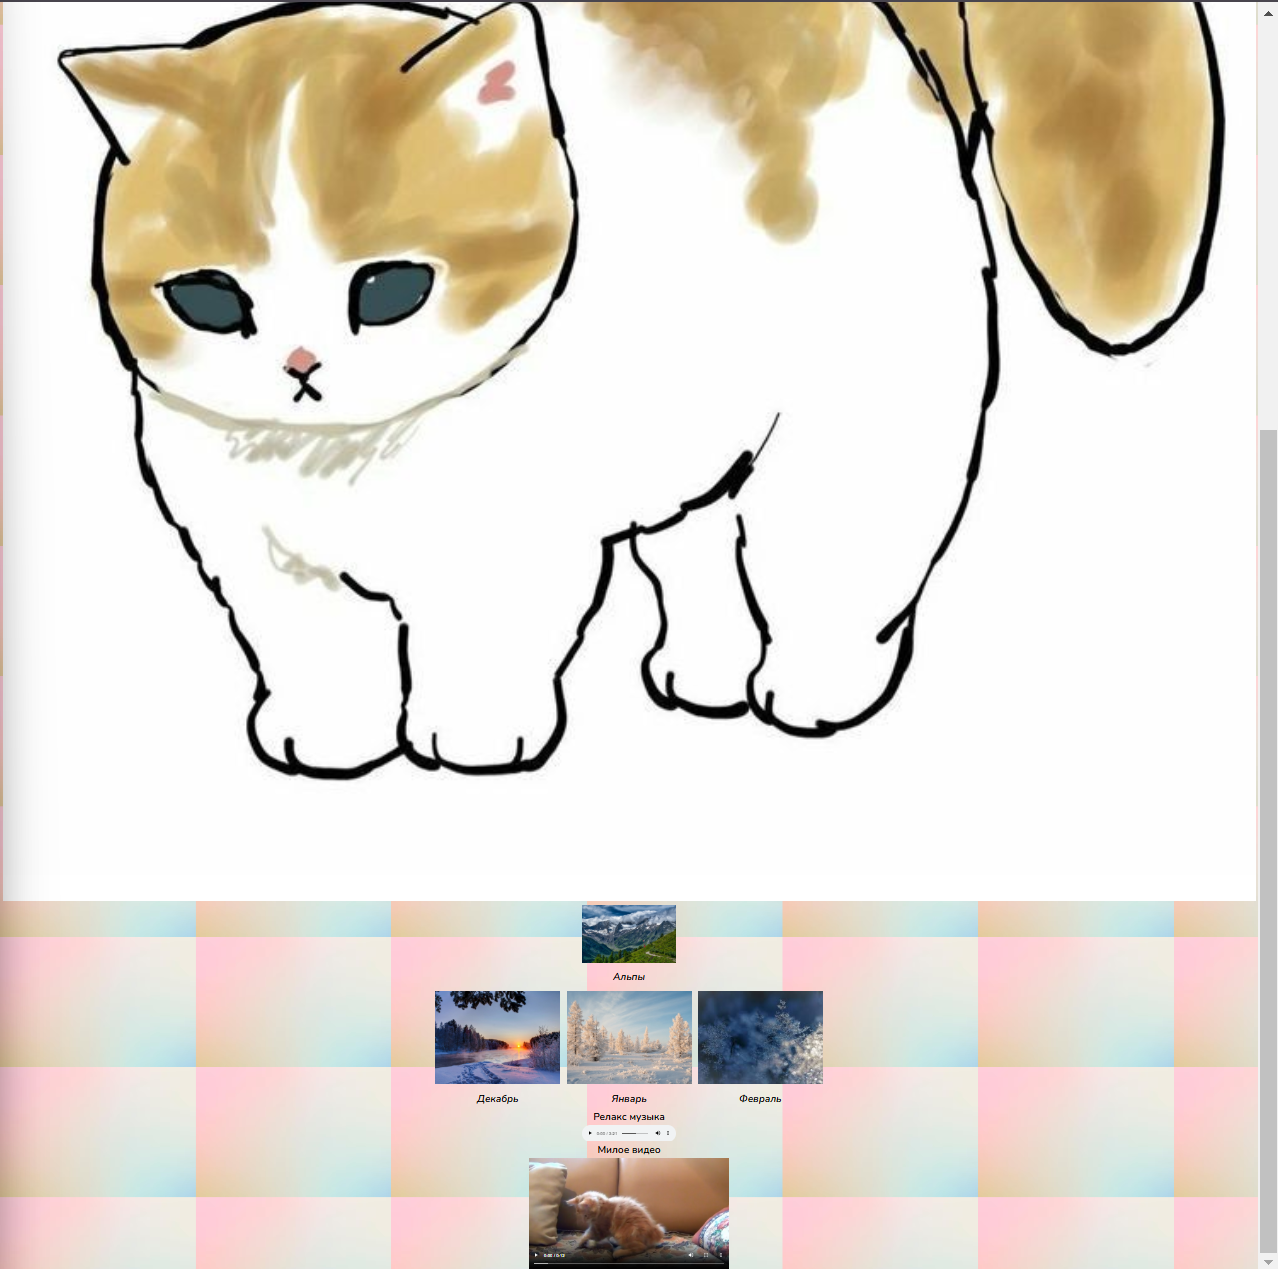 Альпы
Декабрь Январь Февраль
Релакс музыка
Милое видео